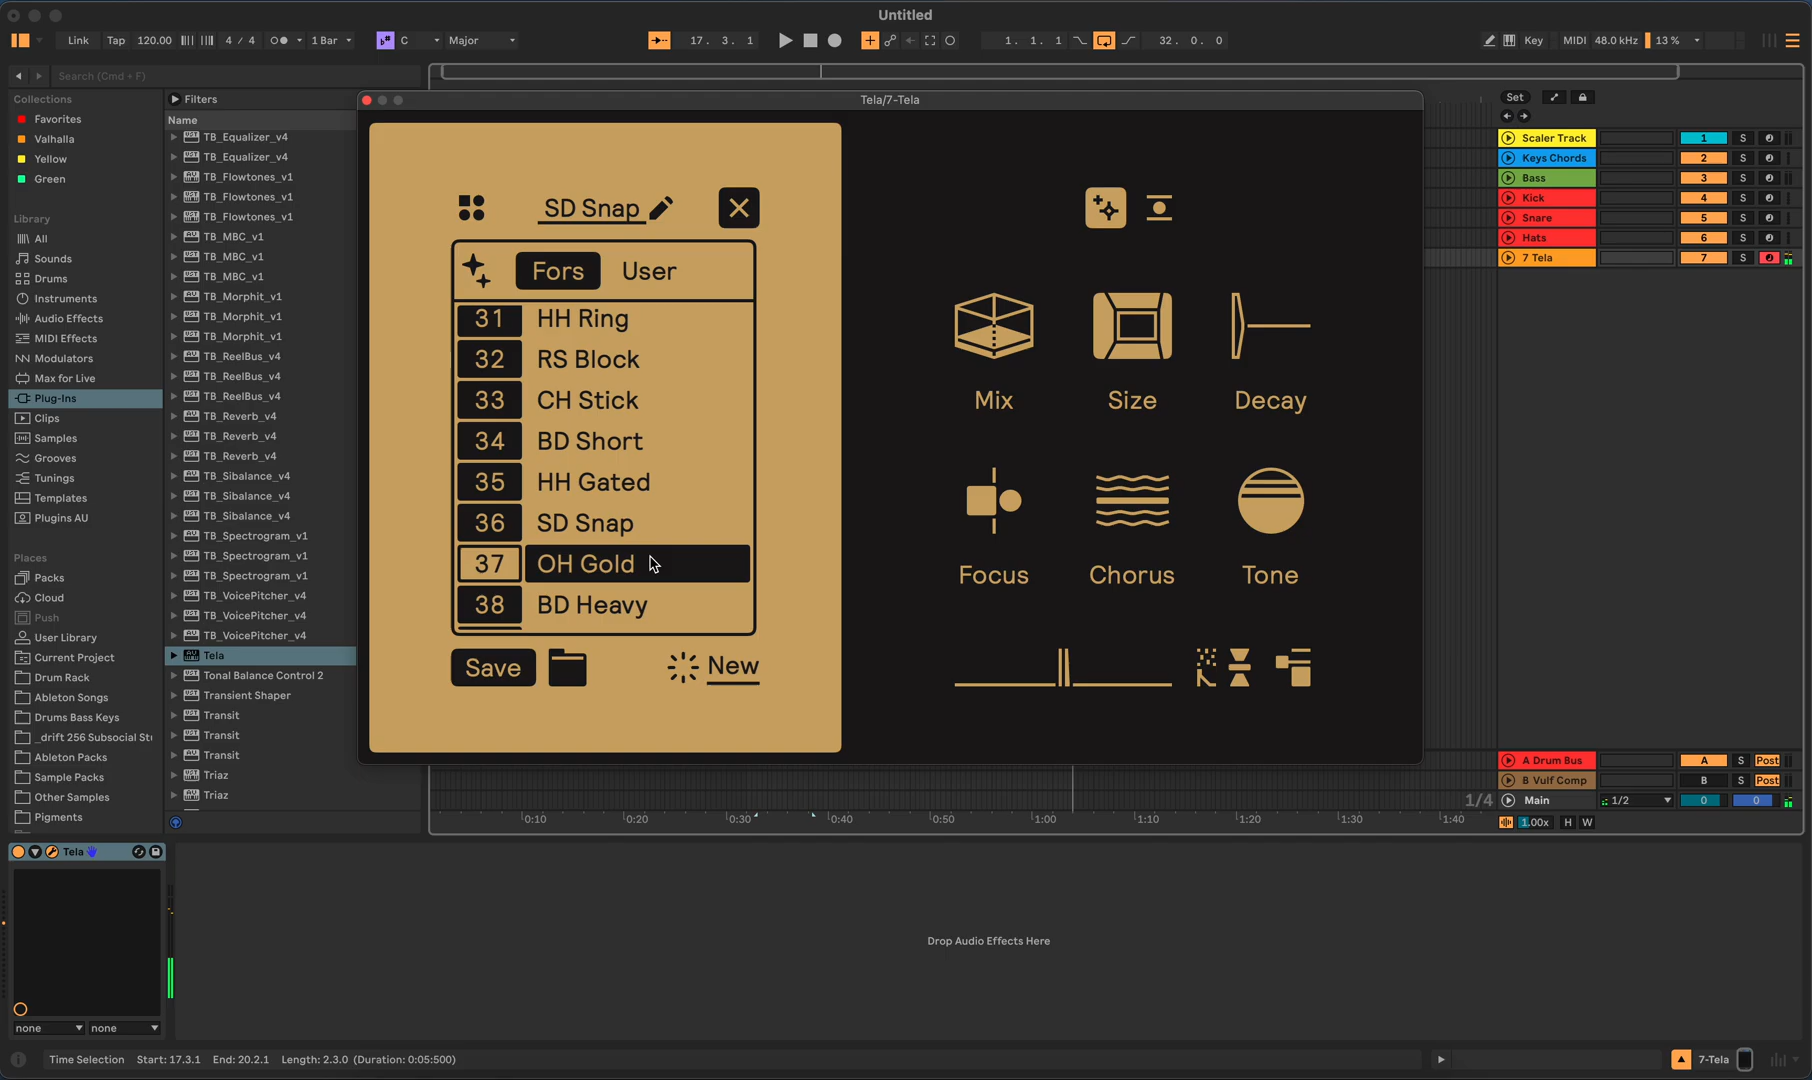 Untitled
Link Tap 120.00 4 / 4 1 Bar C Major 17. 3. 1 1. 1. 1 32. 0. 0 Key MIDI 48.0 kHz 13 %
Search (Cmd + F)
Collections
Favorites
Valhalla
Yellow
Green
Library
All
Sounds
Drums
Instruments
Audio Effects
MIDI Effects
Modulators
Max for Live
Plug-Ins
Clips
Samples
Grooves
Tunings
Templates
Plugins AU
Places
Packs
Cloud
Push
User Library
Current Project
Drum Rack
Ableton Songs
Drums Bass Keys
_drift 256 Subsocial Stu
Ableton Packs
Sample Packs
Other Samples
Pigments
Filters
Name
TB_Equalizer_v4
TB_Equalizer_v4
TB_Flowtones_v1
TB_Flowtones_v1
TB_Flowtones_v1
TB_MBC_v1
TB_MBC_v1
TB_MBC_v1
TB_Morphit_v1
TB_Morphit_v1
TB_Morphit_v1
TB_ReelBus_v4
TB_ReelBus_v4
TB_ReelBus_v4
TB_Reverb_v4
TB_Reverb_v4
TB_Reverb_v4
TB_Sibalance_v4
TB_Sibalance_v4
TB_Sibalance_v4
TB_Spectrogram_v1
TB_Spectrogram_v1
TB_Spectrogram_v1
TB_VoicePitcher_v4
TB_VoicePitcher_v4
TB_VoicePitcher_v4
Tela
Tonal Balance Control 2
Transient Shaper
Transit
Transit
Transit
Triaz
Triaz
Tela/7-Tela
SD Snap
Fors User
31 HH Ring
32 RS Block
33 CH Stick
34 BD Short
35 HH Gated
36 SD Snap
37 OH Gold
38 BD Heavy
Save New
Mix Size Decay
Focus Chorus Tone
Set
Scaler Track 1 S
Keys Chords 2 S
Bass 3 S
Kick 4 S
Snare 5 S
Hats 6 S
7 Tela 7 S
A Drum Bus A S Post
B Vulf Comp B S Post
1/4 Main 1/2 0 0
0:10 0:20 0:30 0:40 0:50 1:00 1:10 1:20 1:30 1:40 1.00x H W
Tela
none none
Drop Audio Effects Here
Time Selection Start: 17.3.1 End: 20.2.1 Length: 2.3.0 (Duration: 0:05:500) 7-Tela